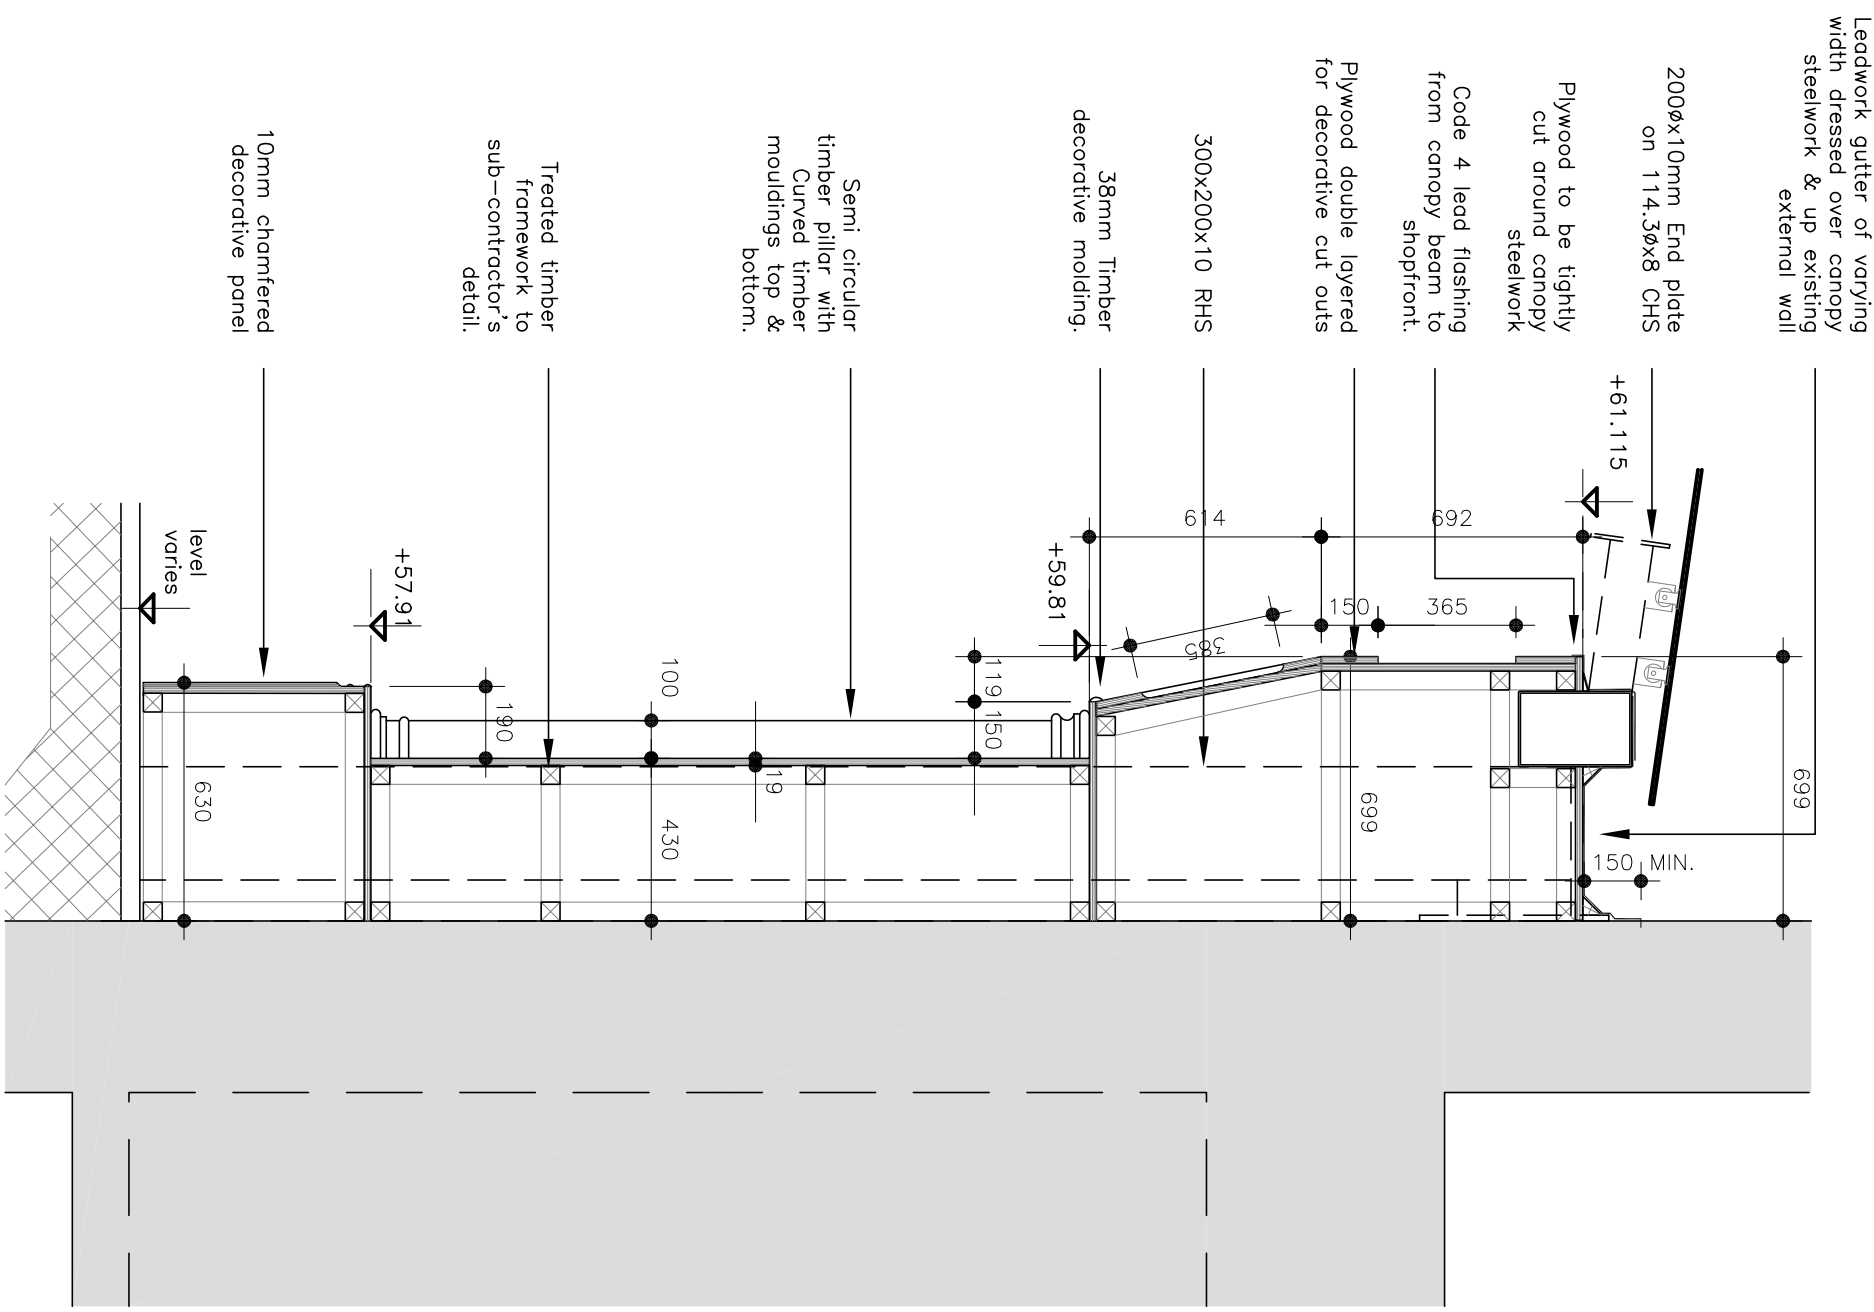 Leadwork gutter of varying
width dressed over canopy
steelwork & up existing
external wall
200øx10mm End plate
on 114.3øx8 CHS
Plywood to be tightly
cut around canopy
steelwork
Code 4 lead flashing
from canopy beam to
shopfront.
Plywood double layered
for decorative cut outs
300x200x10 RHS
38mm Timber
decorative molding.
Semi circular
timber pillar with
Curved timber
mouldings top &
bottom.
Treated timber
framework to
sub-contractor's
detail.
10mm chamfered
decorative panel
+61.115
692
614
365
150
385
+59.81
119
150
699
699
150 MIN.
100
190
19
430
+57.91
level
varies
630